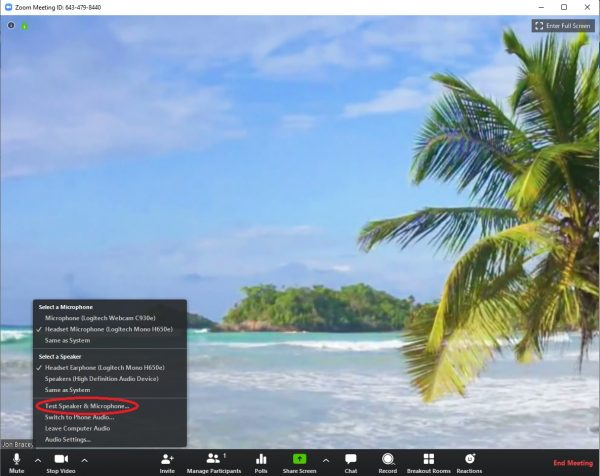 Zoom Meeting ID: 643-479-8440
Enter Full Screen
Select a Microphone
Microphone (Logitech Webcam C930e)
Headset Microphone (Logitech Mono H650e)
Same as System
Select a Speaker
Headset Earphone (Logitech Mono H650e)
Speakers (High Definition Audio Device)
Same as System
Test Speaker & Microphone...
Switch to Phone Audio...
Leave Computer Audio
Audio Settings...
Jon Brace
Mute
Stop Video
Invite
Manage Participants
1
Polls
Share Screen
Chat
Record
Breakout Rooms
Reactions
End Meeting